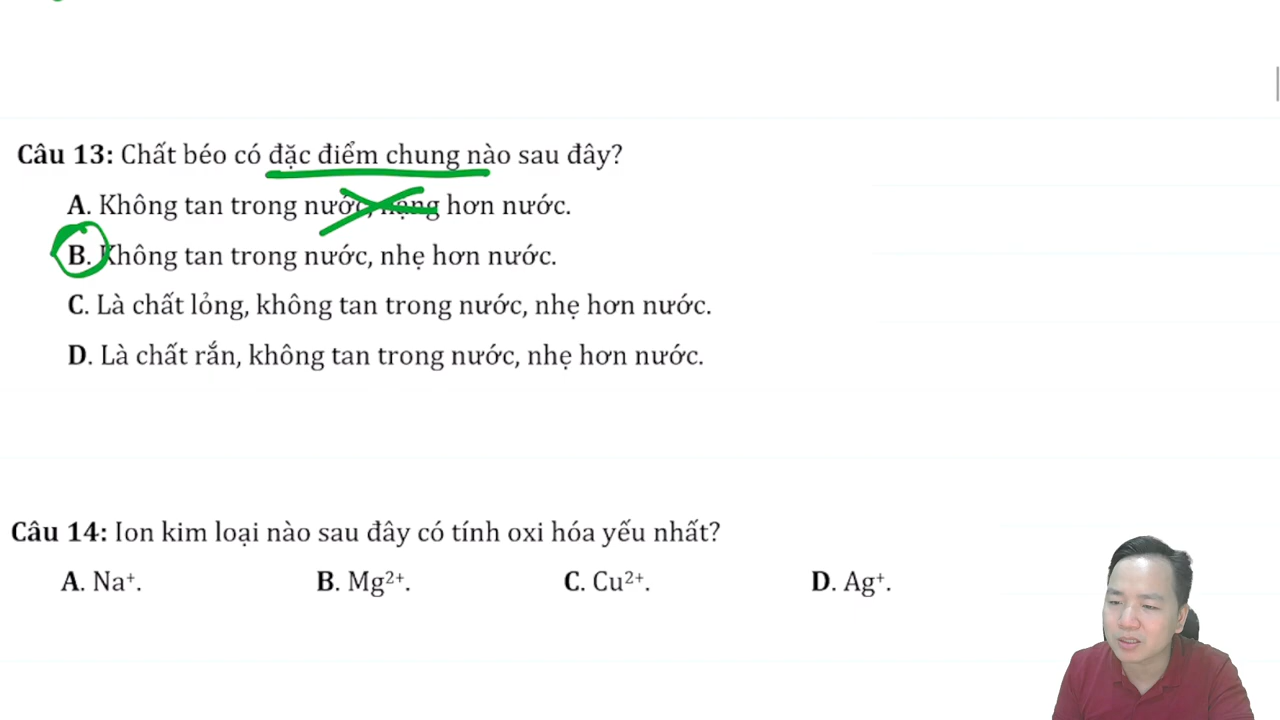 Câu 13: Chất béo có đặc điểm chung nào sau đây?
A. Không tan trong nước, nặng hơn nước.
B. Không tan trong nước, nhẹ hơn nước.
C. Là chất lỏng, không tan trong nước, nhẹ hơn nước.
D. Là chất rắn, không tan trong nước, nhẹ hơn nước.
Câu 14: Ion kim loại nào sau đây có tính oxi hóa yếu nhất?
A. Na⁺. B. Mg²⁺. C. Cu²⁺. D. Ag⁺.